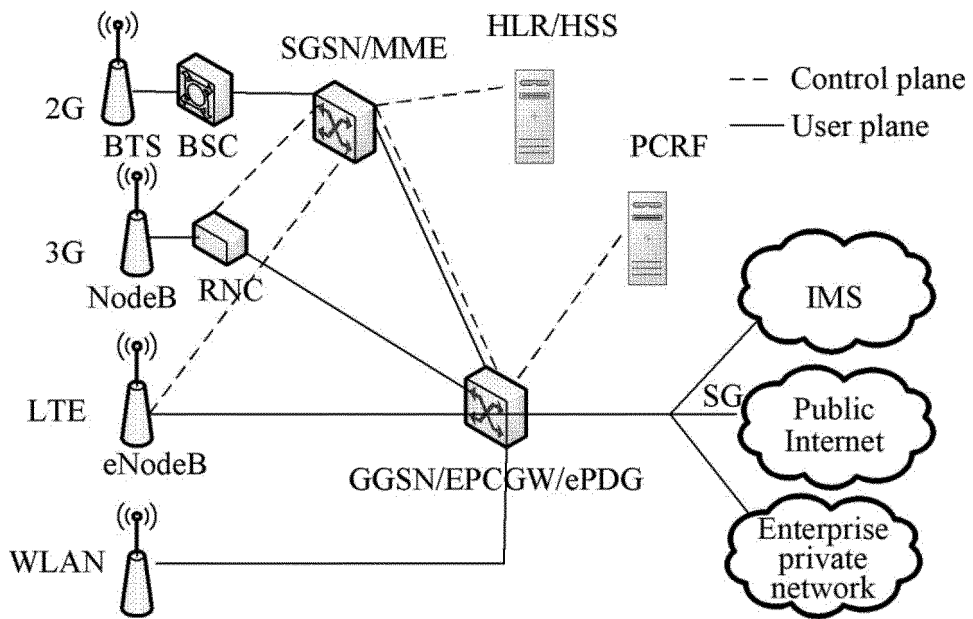 HLR/HSS
SGSN/MME
Control plane
2G
User plane
BTS
BSC
PCRF
3G
NodeB
RNC
IMS
LTE
SG
Public
Internet
eNodeB
GGSN/EPCGW/ePDG
WLAN
Enterprise
private
network